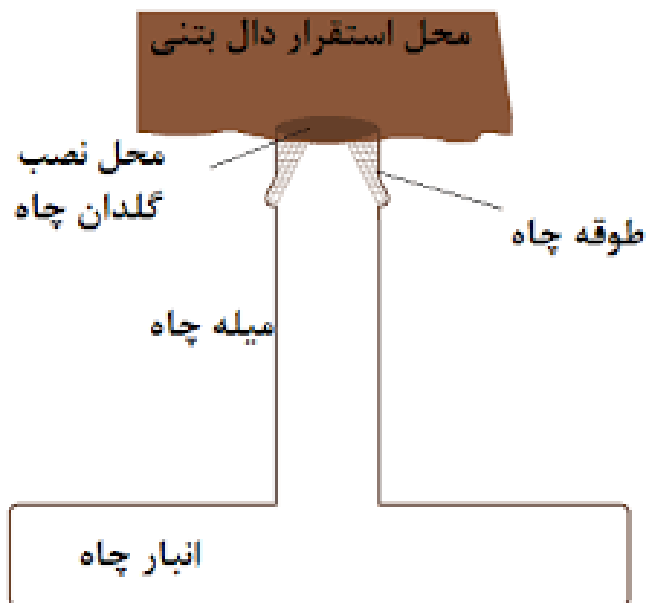 محل استقرار دال بتنی
محل نصب
گلدان چاه
طوقه چاه
میله چاه
انبار چاه